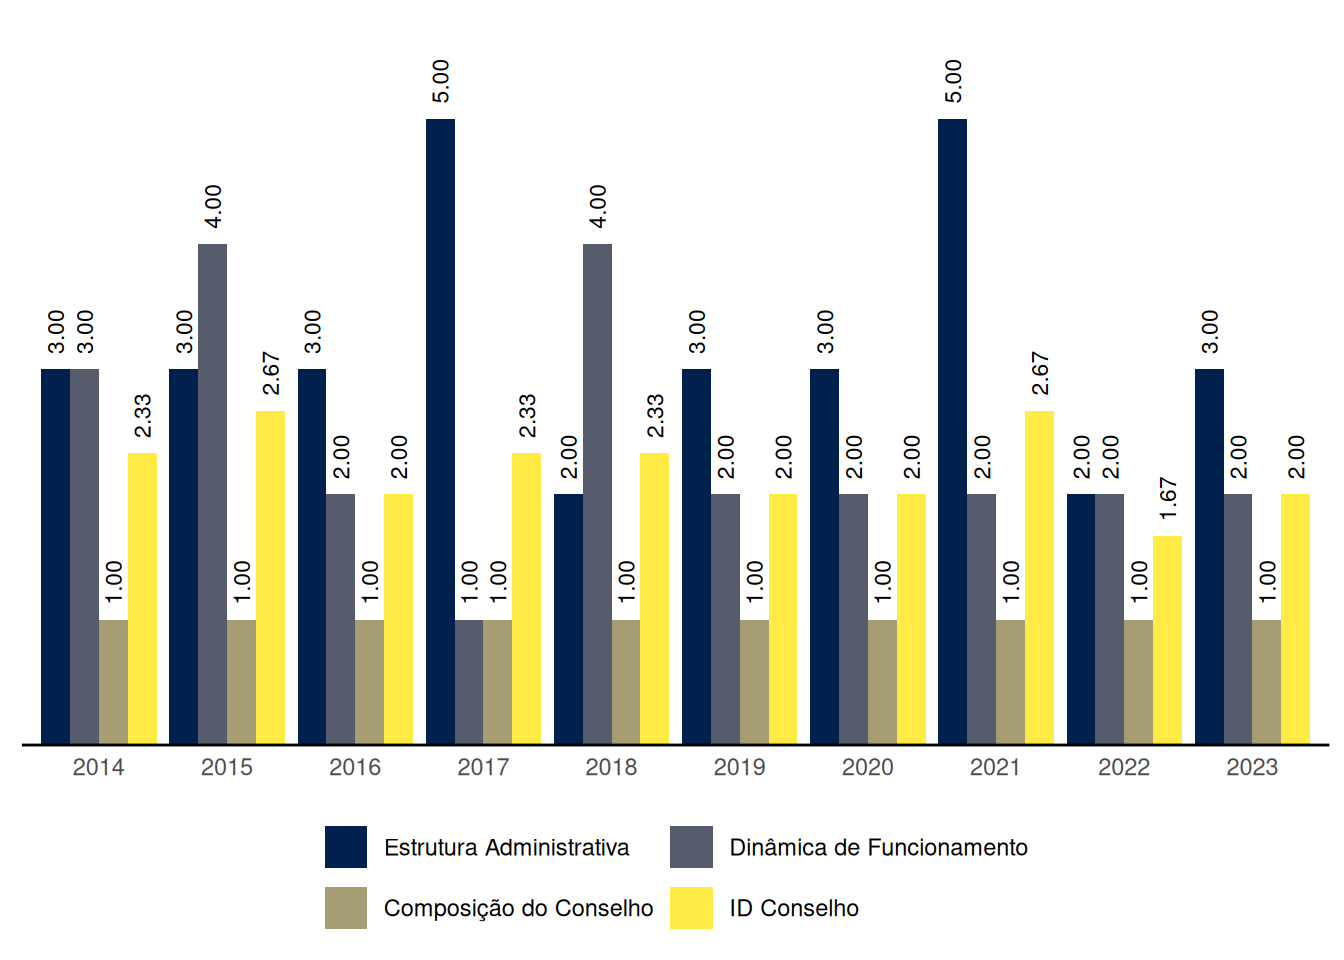 5.00 5.00
4.00 4.00
3.00 3.00 3.00 3.00 3.00 3.00 3.00
2.67 2.67
2.33 2.33 2.33
2.00 2.00 2.00 2.00 2.00 2.00 2.00 2.00 2.00 2.00 2.00 2.00 2.00
1.67
1.00 1.00 1.00 1.00 1.00 1.00 1.00 1.00 1.00 1.00 1.00
2014 2015 2016 2017 2018 2019 2020 2021 2022 2023
Estrutura Administrativa Dinâmica de Funcionamento
Composição do Conselho ID Conselho